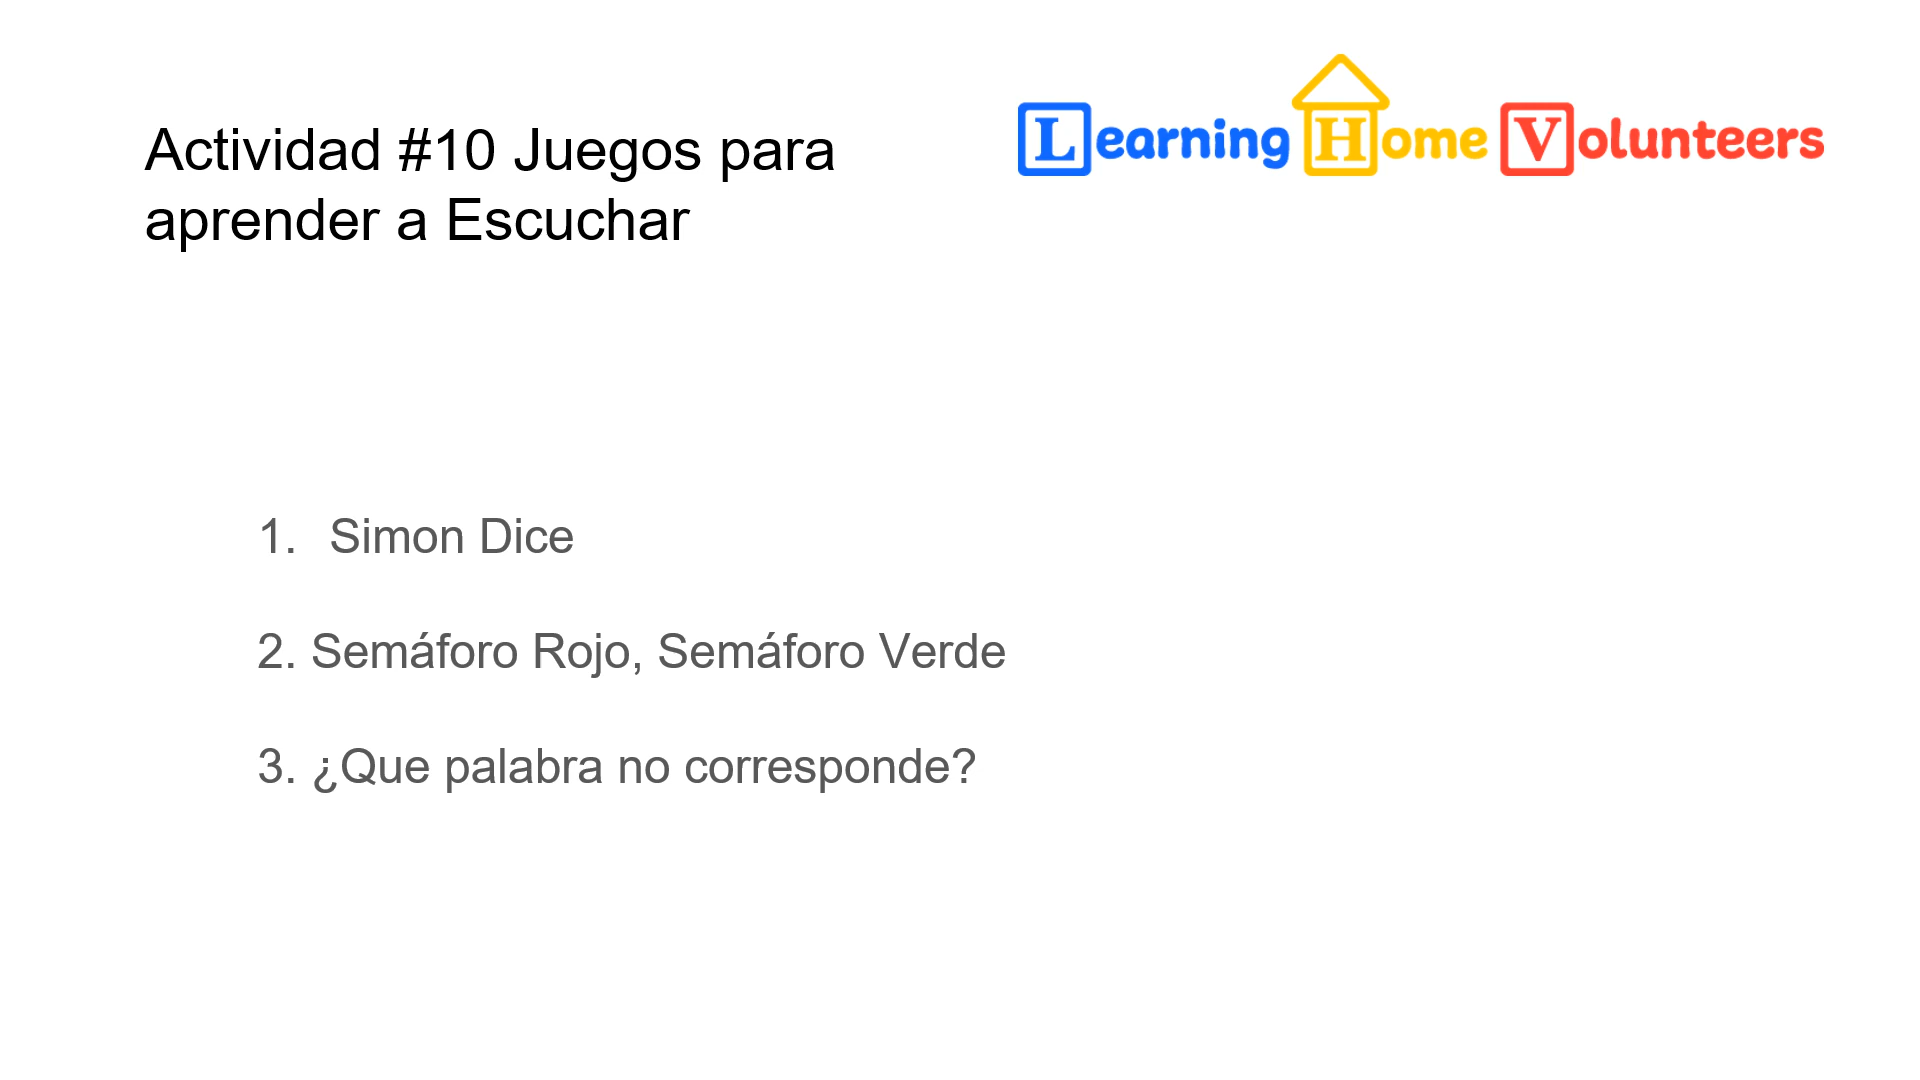 Actividad #10 Juegos para
aprender a Escuchar
Learning Home Volunteers
1. Simon Dice
2. Semáforo Rojo, Semáforo Verde
3. ¿Que palabra no corresponde?